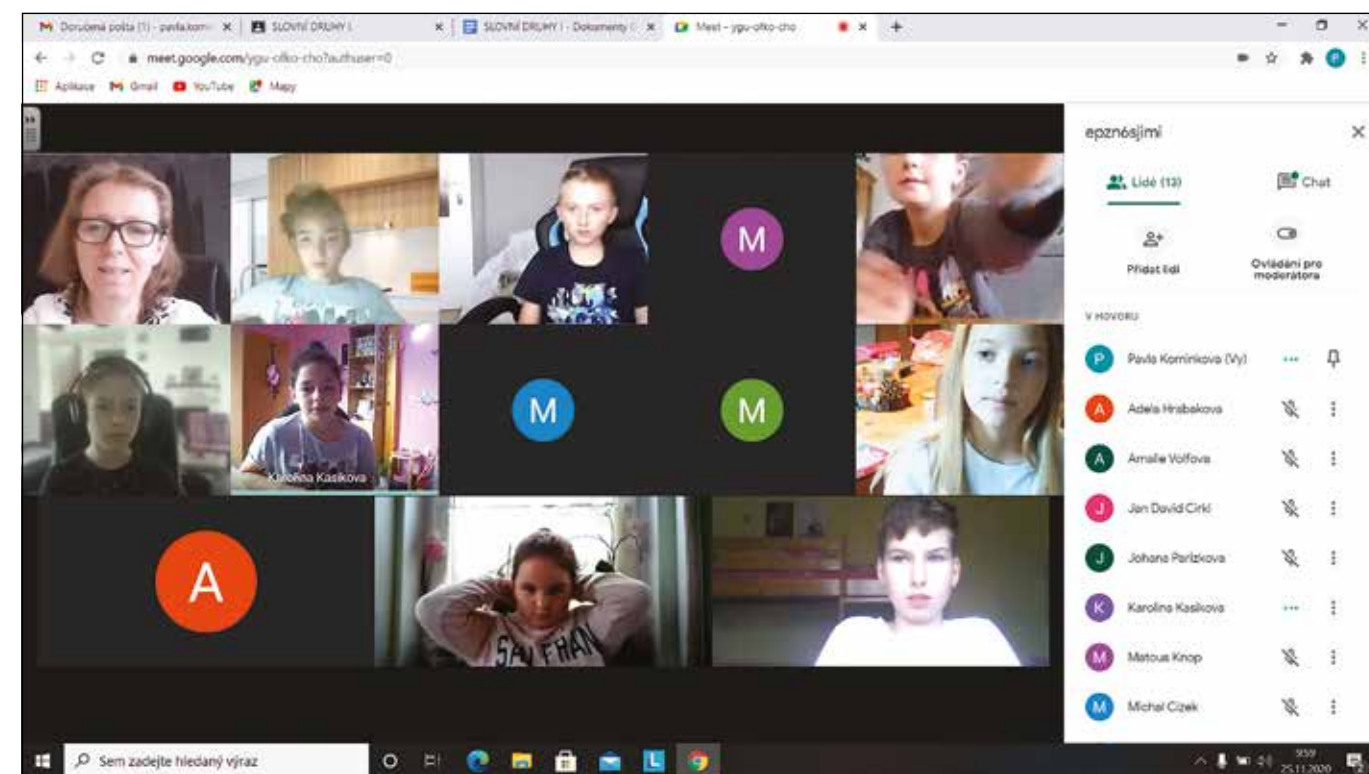 Doručená pošta (1) - pavla.komi
SLOVNÍ DRUHY I.
SLOVNÍ DRUHY I - Dokumenty
Meet - ygu-ofko-cho
meet.google.com/ygu-ofko-cho?authuser=0
Aplikace
Gmail
YouTube
Mapy
epzn6sjimi
Lidé (13)
Chat
Přidat lidi
Ovládání pro moderátora
V HOVORU
P Pavla Kominkova (Vy)
A Adela Hrabakova
A Amalie Volfova
J Jan David Cirkl
J Johana Parizkova
K Karolina Kasikova
M Matous Knop
M Michal Cizek
M
Karolina Kasikova
M
M
A
SAN FRAN
Sem zadejte hledaný výraz
L
9:59
25.11.2020
P